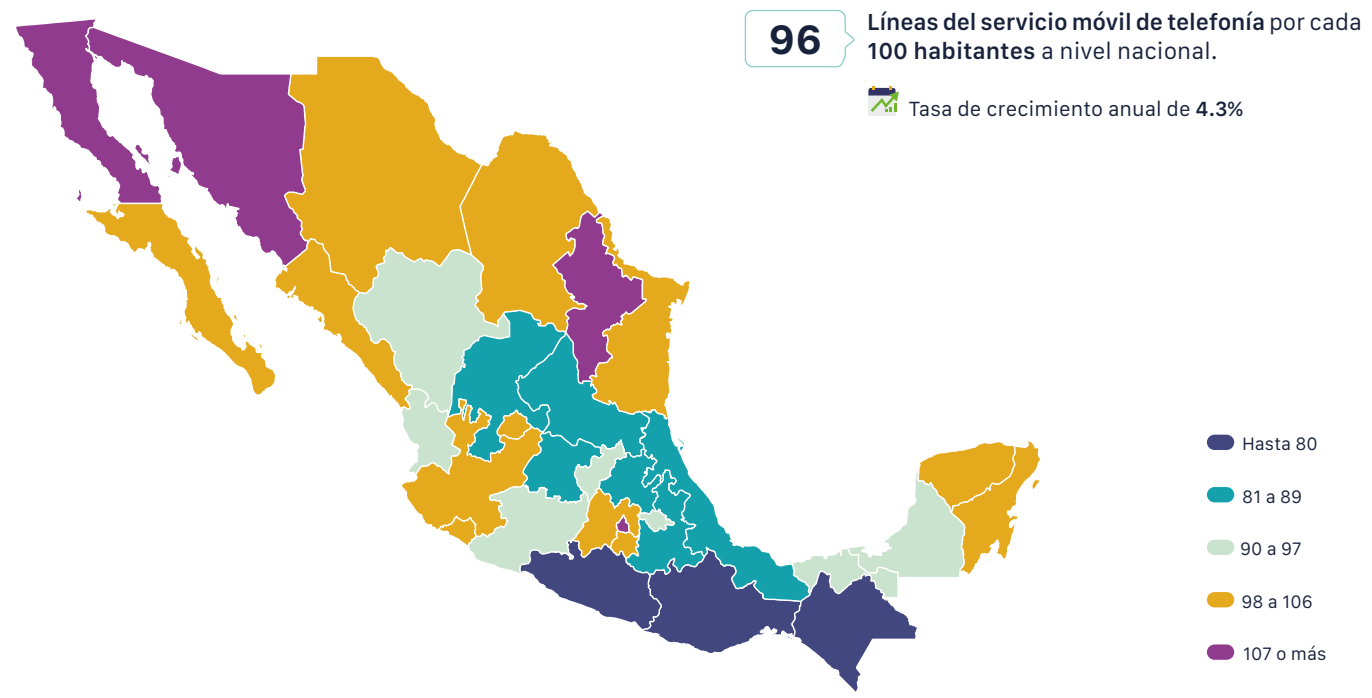 96
Líneas del servicio móvil de telefonía por cada
100 habitantes a nivel nacional.
Tasa de crecimiento anual de 4.3%
Hasta 80
81 a 89
90 a 97
98 a 106
107 o más